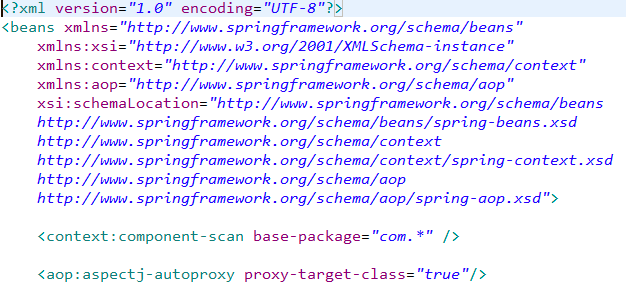 <?xml version="1.0" encoding="UTF-8"?>
<beans xmlns="http://www.springframework.org/schema/beans"
xmlns:xsi="http://www.w3.org/2001/XMLSchema-instance"
xmlns:context="http://www.springframework.org/schema/context"
xmlns:aop="http://www.springframework.org/schema/aop"
xsi:schemaLocation="http://www.springframework.org/schema/beans
http://www.springframework.org/schema/beans/spring-beans.xsd
http://www.springframework.org/schema/context
http://www.springframework.org/schema/context/spring-context.xsd
http://www.springframework.org/schema/aop
http://www.springframework.org/schema/aop/spring-aop.xsd">
<context:component-scan base-package="com.*" />
<aop:aspectj-autoproxy proxy-target-class="true"/>